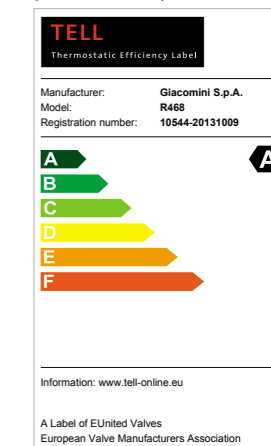 TELL
Thermostatic Efficiency Label
Manufacturer: Giacomini S.p.A.
Model: R468
Registration number: 10544-20131009
A A
B
C
D
E
F
Information: www.tell-online.eu
A Label of EUnited Valves
European Valve Manufacturers Association